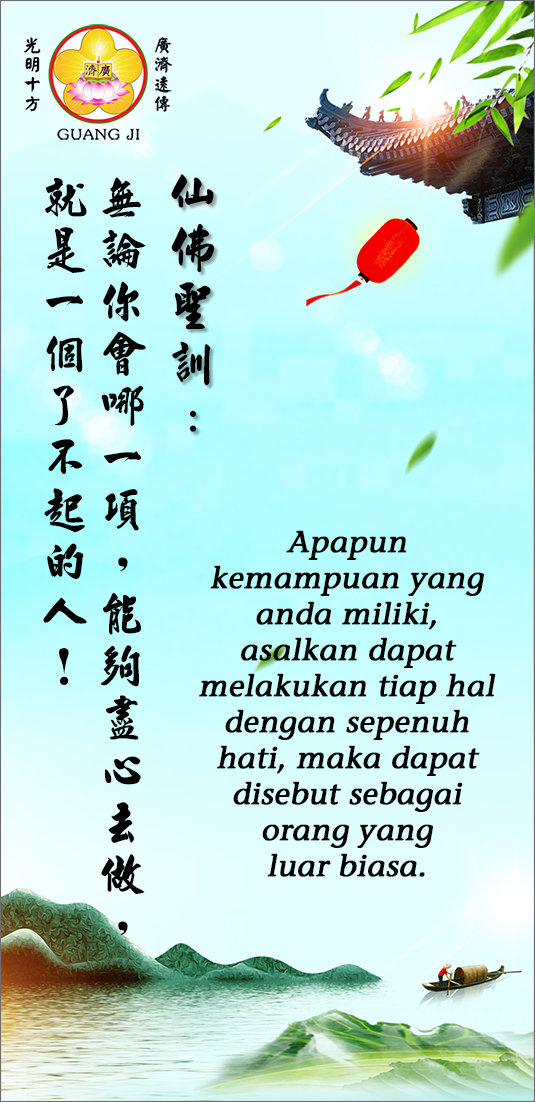 廣濟遠傳
光明十方
廣濟
GUANG JI
仙佛聖訓：
無論你會哪一項，能夠盡心去做，
就是一個了不起的人！
Apapun
kemampuan yang
anda miliki,
asalkan dapat
melakukan tiap hal
dengan sepenuh
hati, maka dapat
disebut sebagai
orang yang
luar biasa.